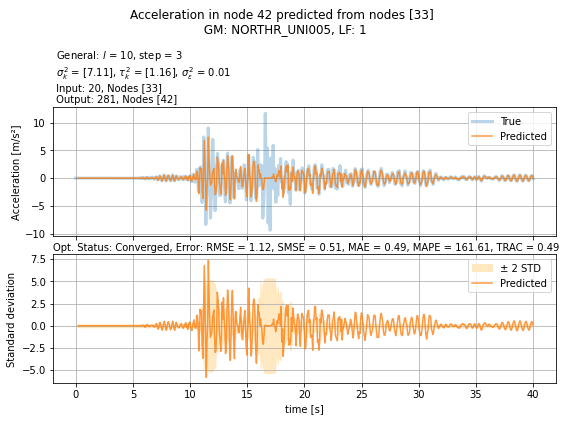 Acceleration in node 42 predicted from nodes [33]
GM: NORTHR_UNI005, LF: 1
General: l = 10, step = 3
σ²ₖ = [7.11], τ²ₖ = [1.16], σ²ε = 0.01
Input: 20, Nodes [33]
Output: 281, Nodes [42]
Acceleration [m/s²]
10
5
0
−5
−10
True
Predicted
Opt. Status: Converged, Error: RMSE = 1.12, SMSE = 0.51, MAE = 0.49, MAPE = 161.61, TRAC = 0.49
Standard deviation
7.5
5.0
2.5
0.0
−2.5
−5.0
± 2 STD
Predicted
0 5 10 15 20 25 30 35 40
time [s]